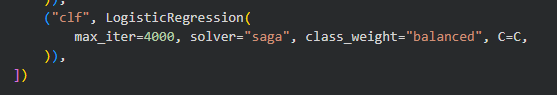 )),
("clf", LogisticRegression(
max_iter=4000, solver="saga", class_weight="balanced", C=C,
)),
])